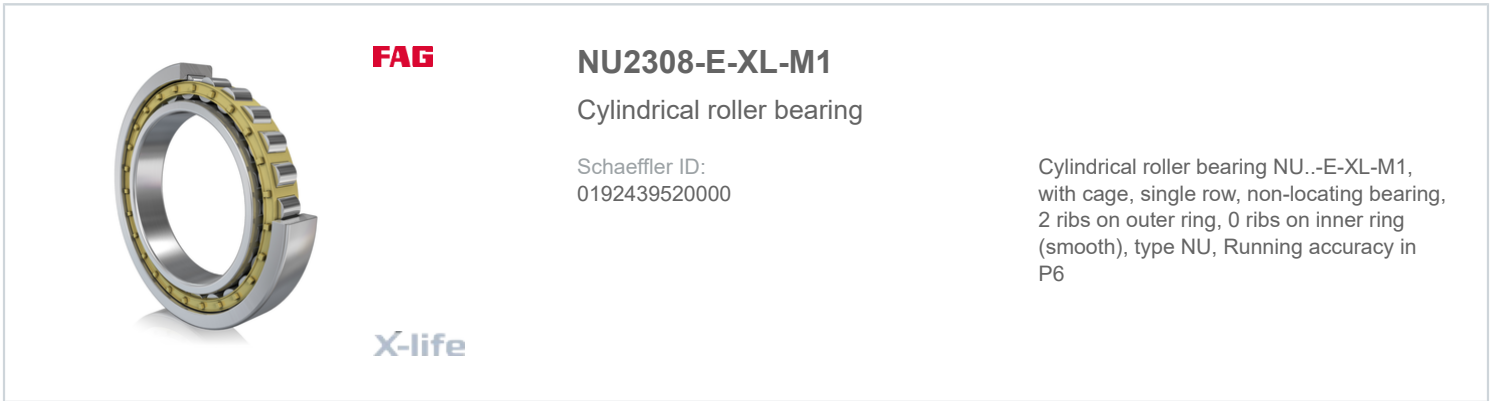 FAG
NU2308-E-XL-M1
Cylindrical roller bearing
Schaeffler ID:
0192439520000
Cylindrical roller bearing NU..-E-XL-M1,
with cage, single row, non-locating bearing,
2 ribs on outer ring, 0 ribs on inner ring
(smooth), type NU, Running accuracy in
P6
X-life